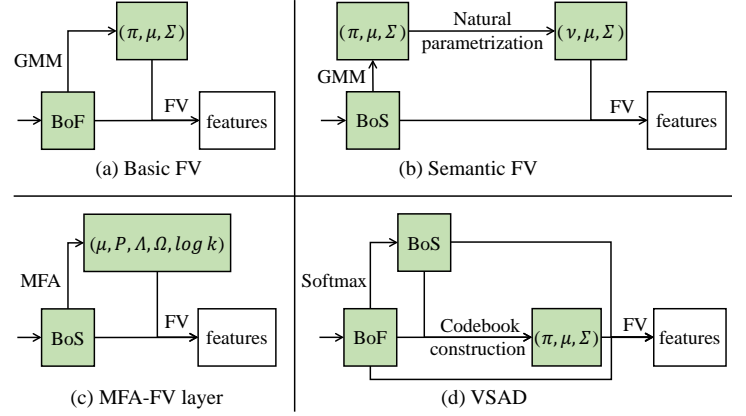 (π, μ, Σ)
GMM
FV
BoF
features
(a) Basic FV
(π, μ, Σ)
Natural
parametrization
(ν, μ, Σ)
GMM
FV
BoS
features
(b) Semantic FV
(μ, P, Λ, Ω, log k)
MFA
FV
BoS
features
(c) MFA-FV layer
BoS
Softmax
BoF
Codebook
construction
(π, μ, Σ)
FV
features
(d) VSAD